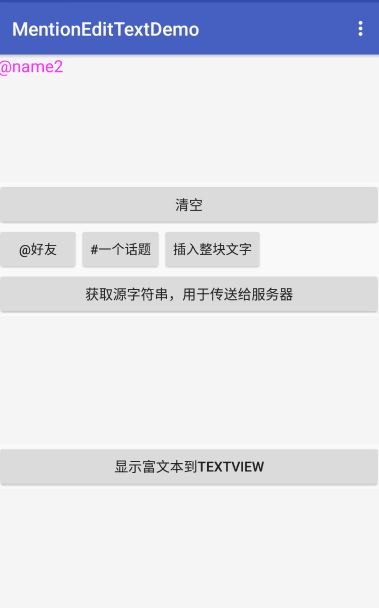 MentionEditTextDemo
@name2
清空
@好友 #一个话题 插入整块文字
获取源字符串，用于传送给服务器
显示富文本到TEXTVIEW